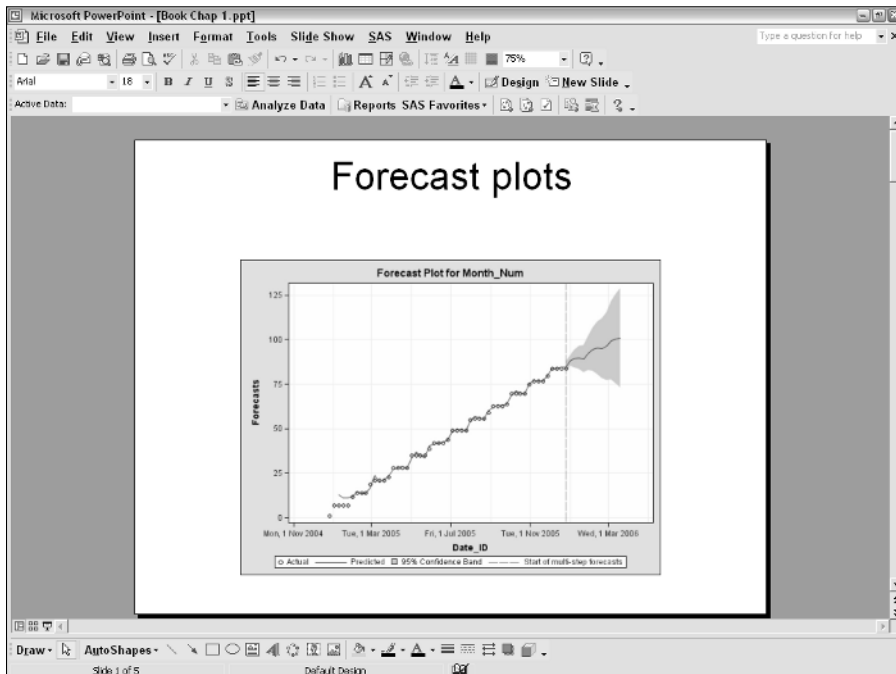 Microsoft PowerPoint - [Book Chap 1.ppt]
File Edit View Insert Format Tools Slide Show SAS Window Help
Type a question for help
75%
Arial 18 B I U S A A A Design New Slide
Active Data: Analyze Data Reports SAS Favorites
Forecast plots
Forecast Plot for Month_Num
125
100
75
50
25
0
Forecasts
Mon, 1 Nov 2004 Tue, 1 Mar 2005 Fri, 1 Jul 2005 Tue, 1 Nov 2005 Wed, 1 Mar 2006
Date_ID
Actual Predicted 95% Confidence Band Start of multi-step forecasts
Draw AutoShapes A A
Slide 1 of 5 Default Design